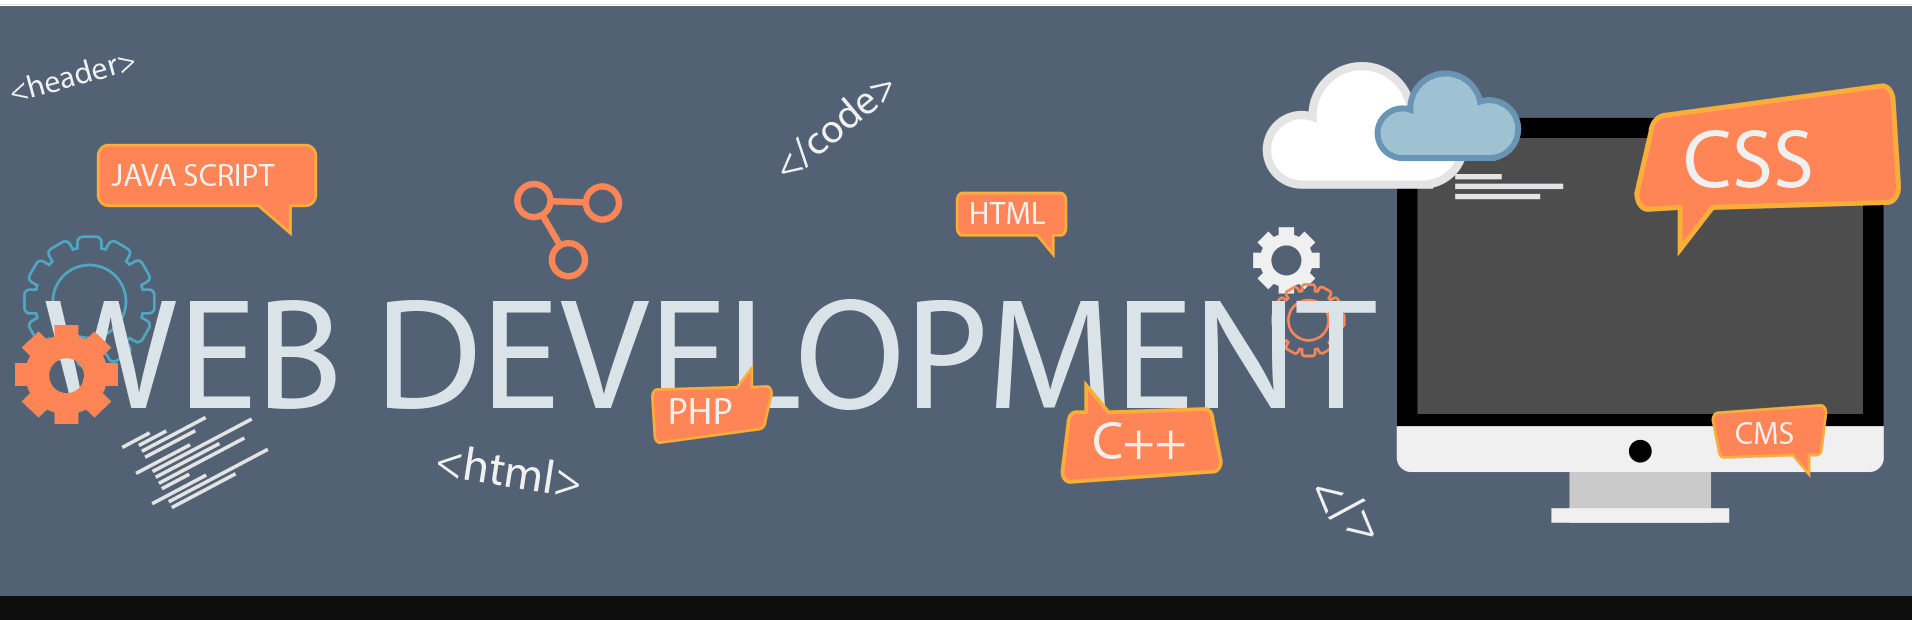 <header>
</code>
CSS
JAVA SCRIPT
HTML
WEB DEVELOPMENT
PHP
C++
CMS
<html>
</>